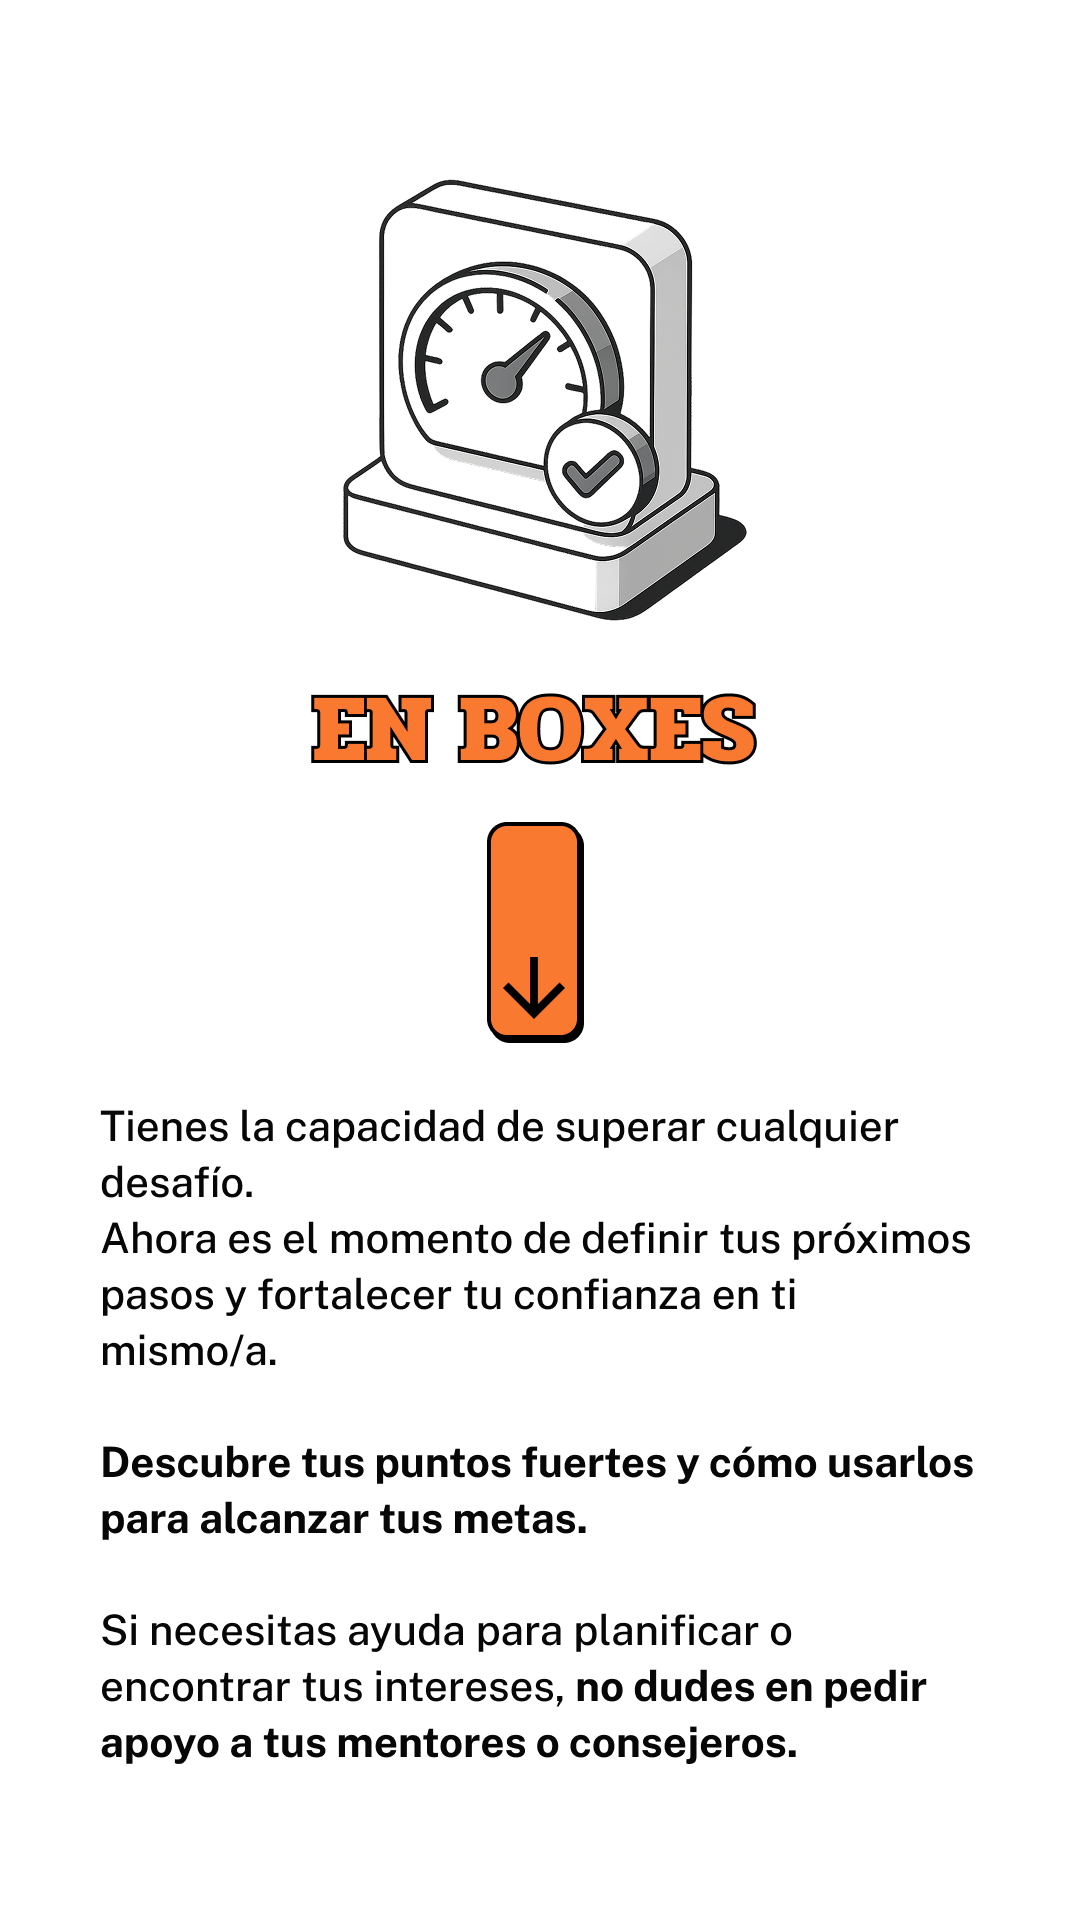 EN BOXES
Tienes la capacidad de superar cualquier
desafío.
Ahora es el momento de definir tus próximos
pasos y fortalecer tu confianza en ti
mismo/a.
Descubre tus puntos fuertes y cómo usarlos
para alcanzar tus metas.
Si necesitas ayuda para planificar o
encontrar tus intereses, no dudes en pedir
apoyo a tus mentores o consejeros.